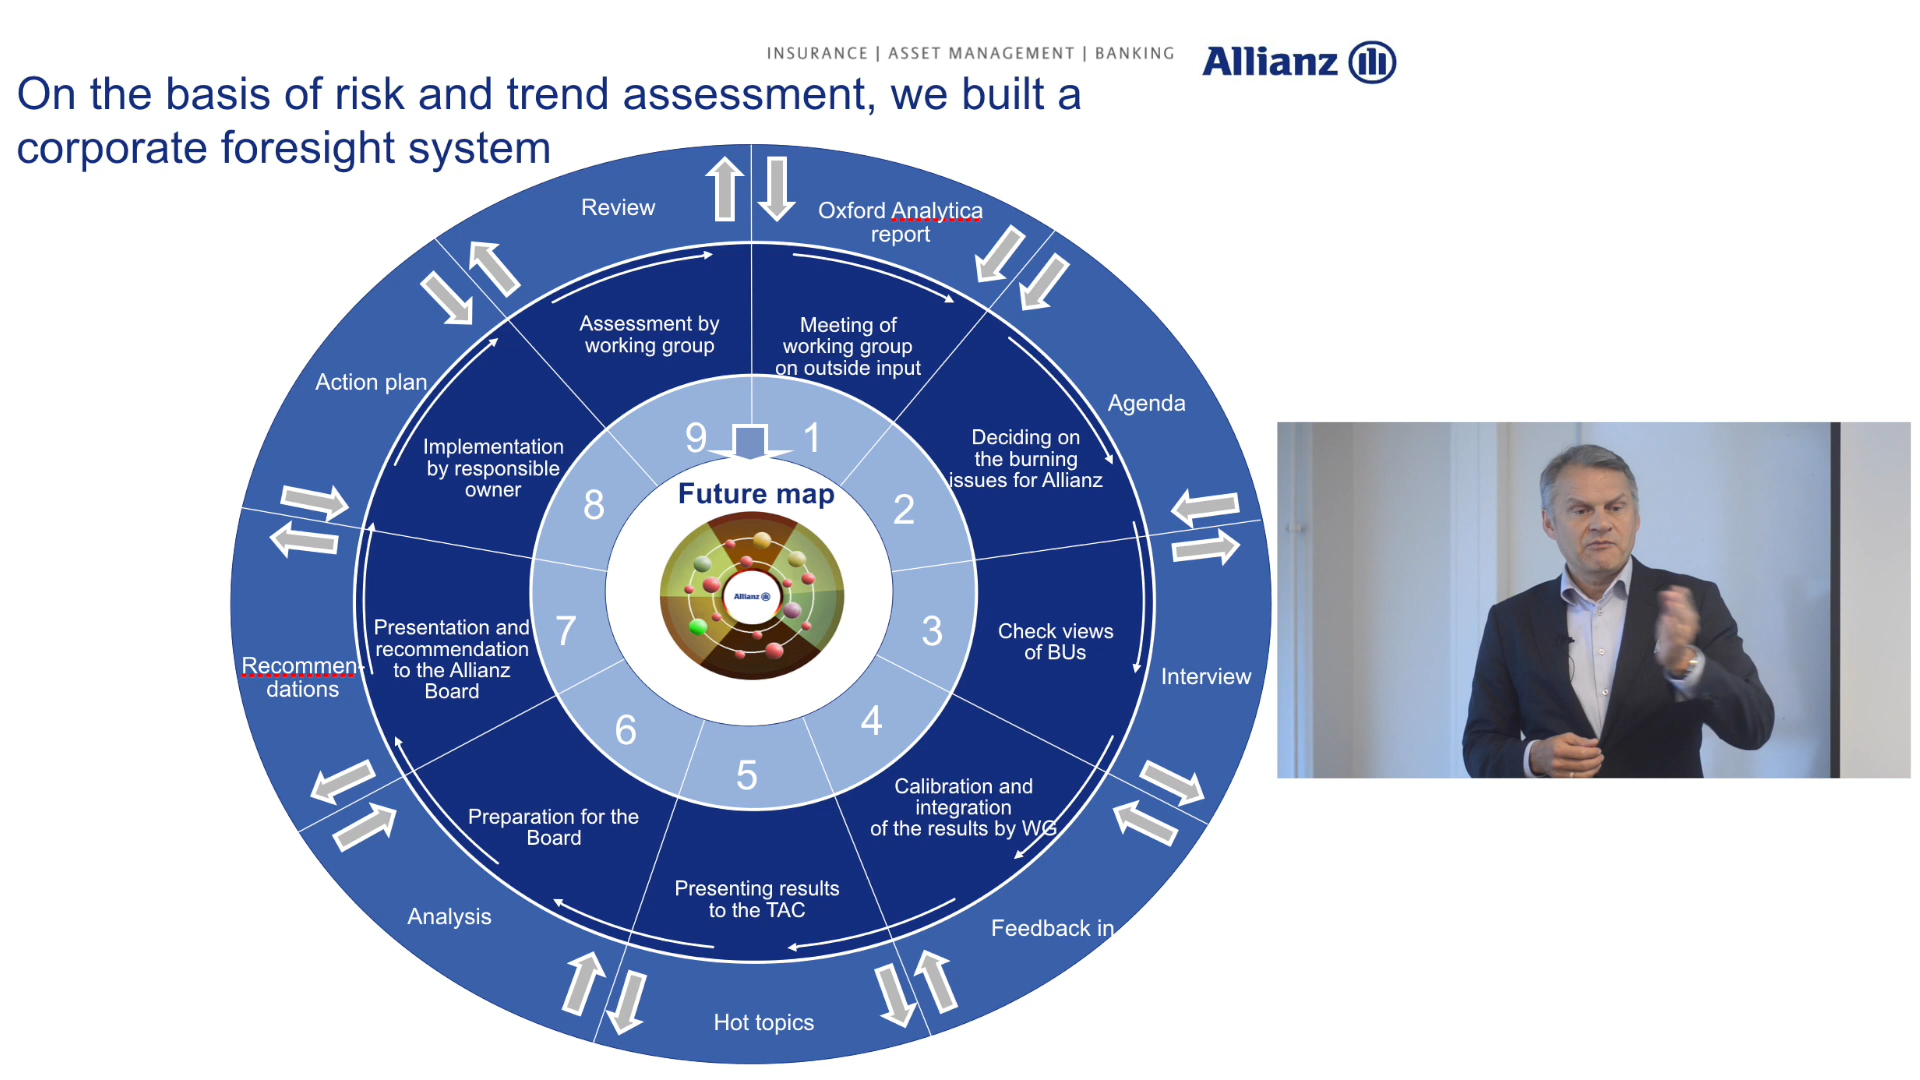 INSURANCE | ASSET MANAGEMENT | BANKING
Allianz
On the basis of risk and trend assessment, we built a
corporate foresight system
Review
Oxford Analytica
report
Agenda
Interview
Feedback in
Hot topics
Analysis
Recommen-
dations
Action plan
Assessment by
working group
Meeting of
working group
on outside input
Deciding on
the burning
issues for Allianz
Check views
of BUs
Calibration and
integration
of the results by WG
Presenting results
to the TAC
Preparation for the
Board
Presentation and
recommendation
to the Allianz
Board
Implementation
by responsible
owner
9
1
2
3
4
5
6
7
8
Future map
Allianz